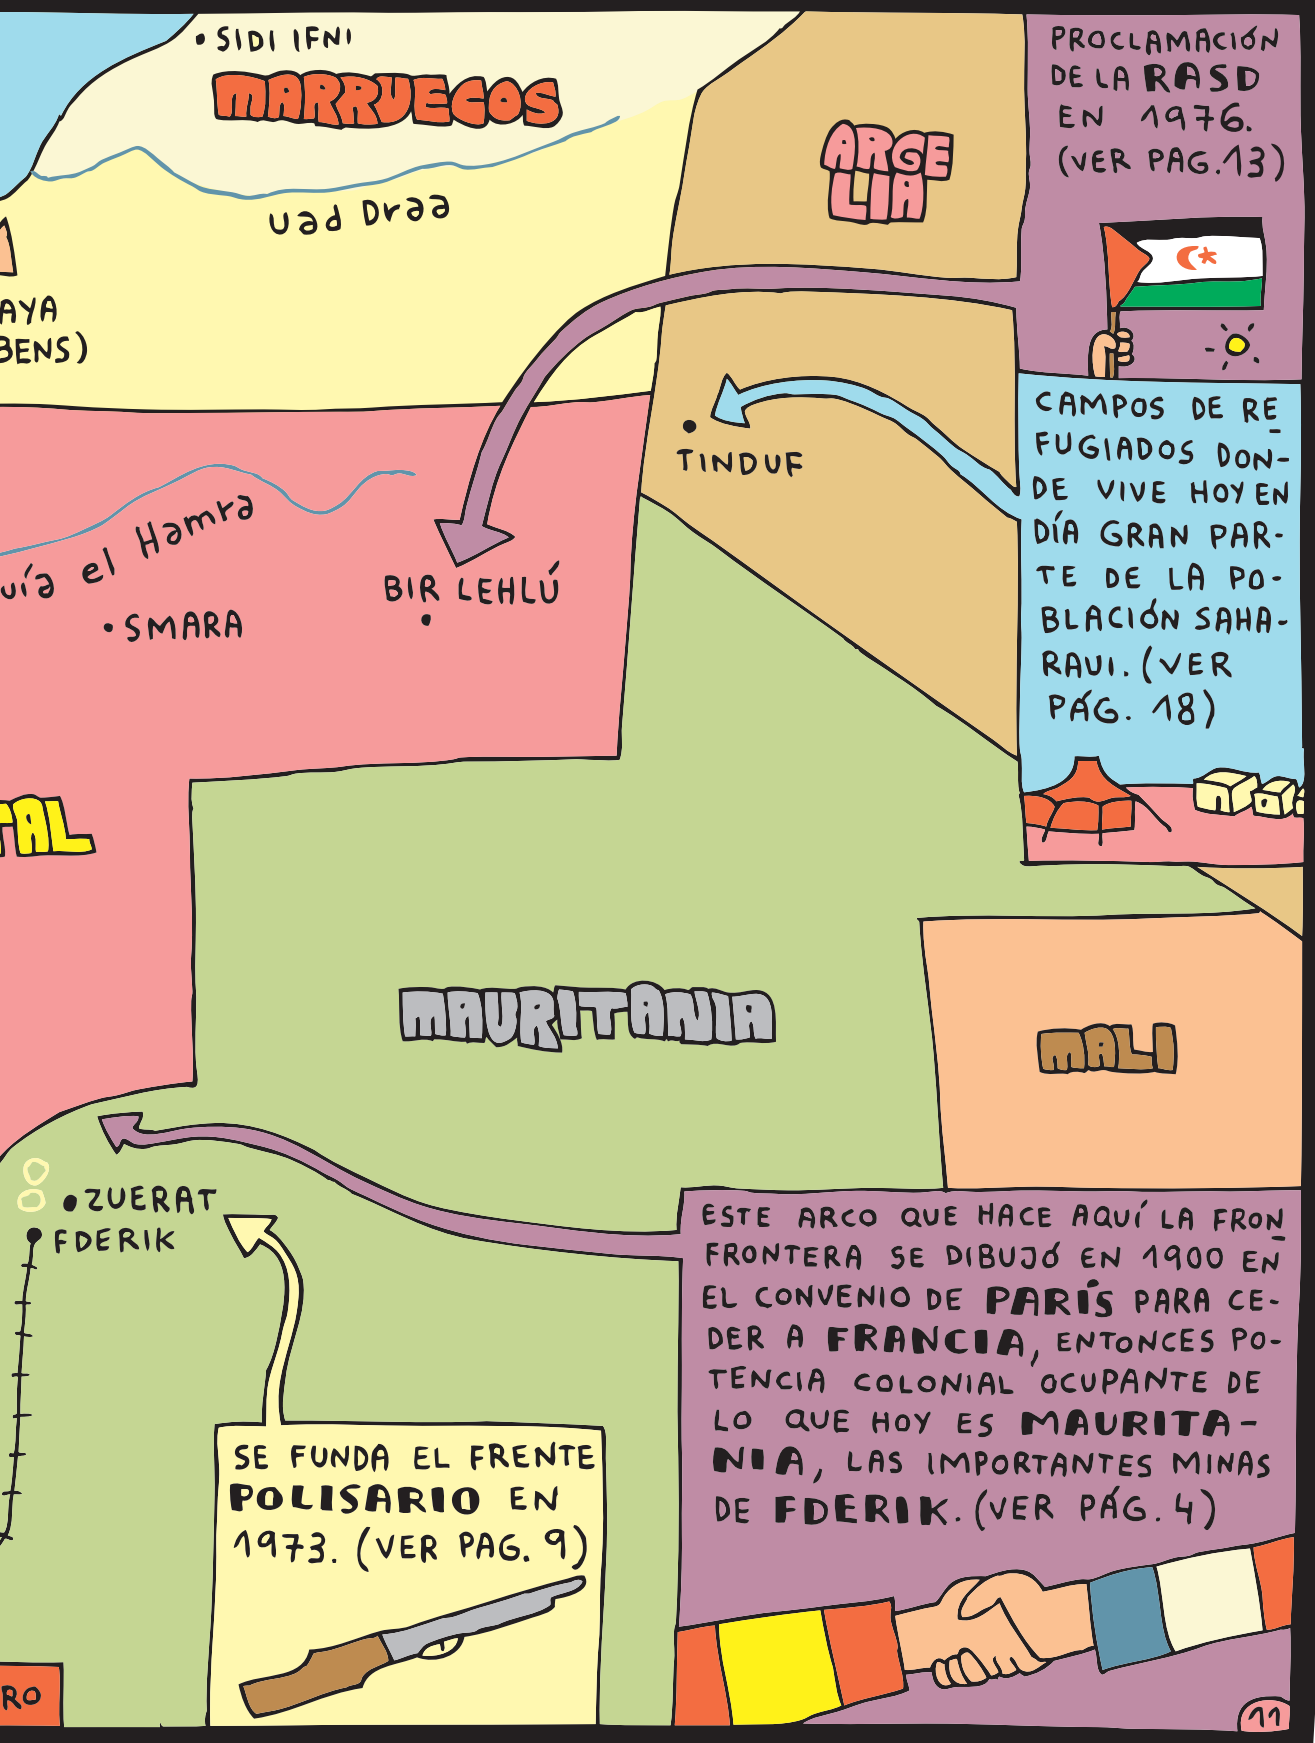 SIDI IFNI
MARRUECOS
uad Draa
AYA
BENS)
ARGE
LIA
PROCLAMACIÓN
DE LA RASD
EN 1976.
(VER PAG.13)
CAMPOS DE RE
FUGIADOS DON-
DE VIVE HOY EN
DÍA GRAN PAR-
TE DE LA PO-
BLACIÓN SAHA-
RAUI. (VER
PÁG. 18)
TINDUF
uía el Hamra
SMARA
BIR LEHLÚ
TAL
MAURITANIA
MALI
ZUERAT
FDERIK
SE FUNDA EL FRENTE
POLISARIO EN
1973. (VER PAG. 9)
ESTE ARCO QUE HACE AQUÍ LA FRON
FRONTERA SE DIBUJÓ EN 1900 EN
EL CONVENIO DE PARÍS PARA CE-
DER A FRANCIA, ENTONCES PO-
TENCIA COLONIAL OCUPANTE DE
LO QUE HOY ES MAURITA-
NIA, LAS IMPORTANTES MINAS
DE FDERIK. (VER PÁG. 4)
RO
11